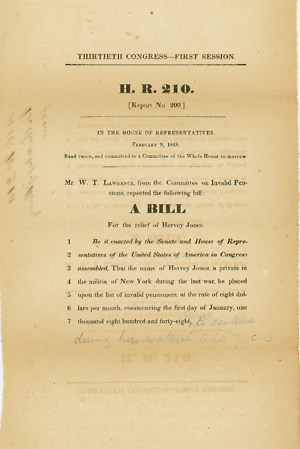 THIRTIETH CONGRESS—FIRST SESSION.
H. R. 210.
[Report No. 200.]
IN THE HOUSE OF REPRESENTATIVES.
February 9, 1848.
Read twice, and committed to a Committee of the Whole House to-morrow.
Mr. W. T. Lawrence, from the Committee on Invalid Pen-
sions, reported the following bill:
A BILL
For the relief of Hervey Jones.
1 Be it enacted by the Senate and House of Repre-
2 sentatives of the United States of America in Congress
3 assembled, That the name of Hervey Jones, a private in
4 the militia of New York during the last war, be placed
5 upon the list of invalid pensioners, at the rate of eight dol-
6 lars per month, commencing the first day of January, one
7 thousand eight hundred and forty-eight, to continue
during his natural life